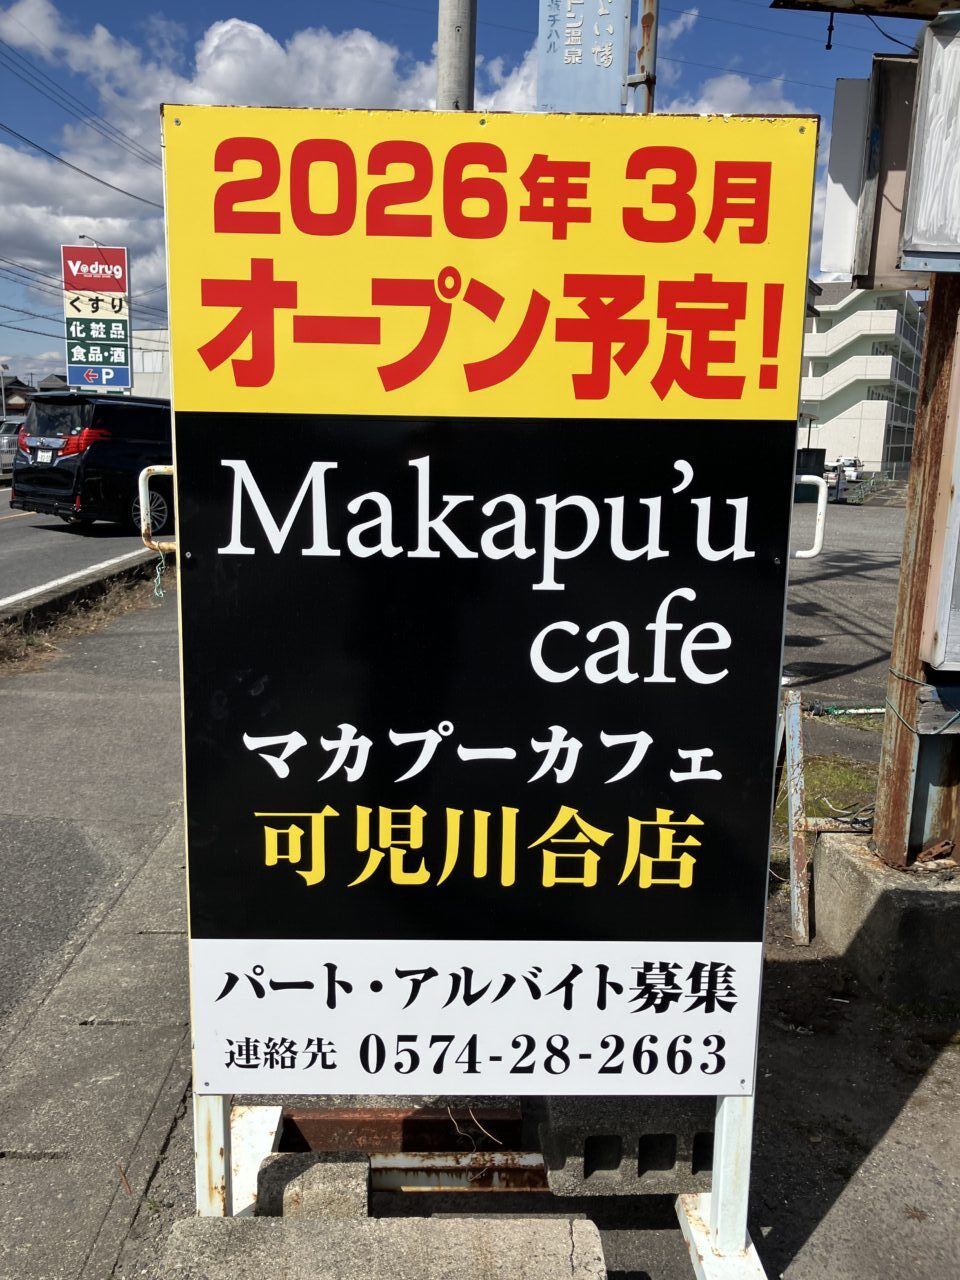 2026年 3月
オープン予定!
Makapu'u
cafe
マカプーカフェ
可児川合店
パート・アルバイト募集
連絡先 0574-28-2663
Vdrug
くすり
化粧品
食品・酒
←P